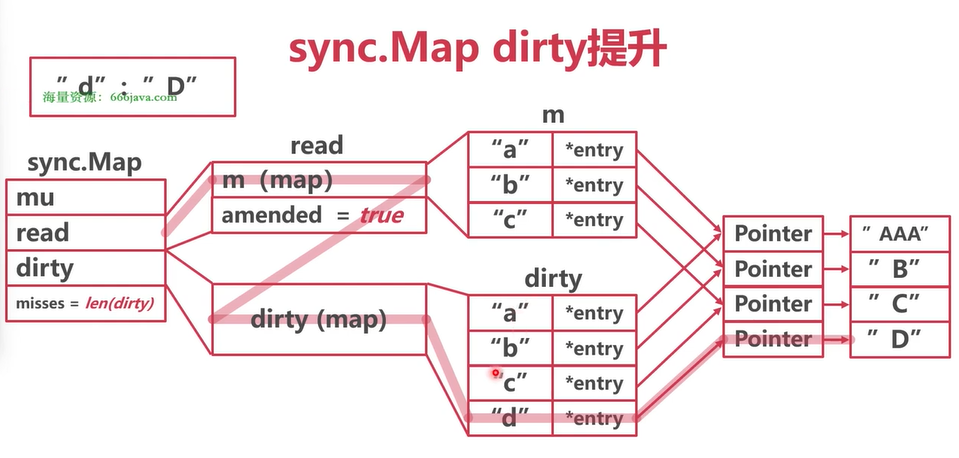 sync.Map dirty提升
” d” : ” D”
海量资源：666java.com
sync.Map
mu
read
dirty
misses = len(dirty)
read
m（map）
amended = true
dirty (map)
m
“a” *entry
“b” *entry
“c” *entry
dirty
“a” *entry
“b” *entry
“c” *entry
“d” *entry
Pointer ” AAA”
Pointer ” B”
Pointer ” C”
Pointer ” D”